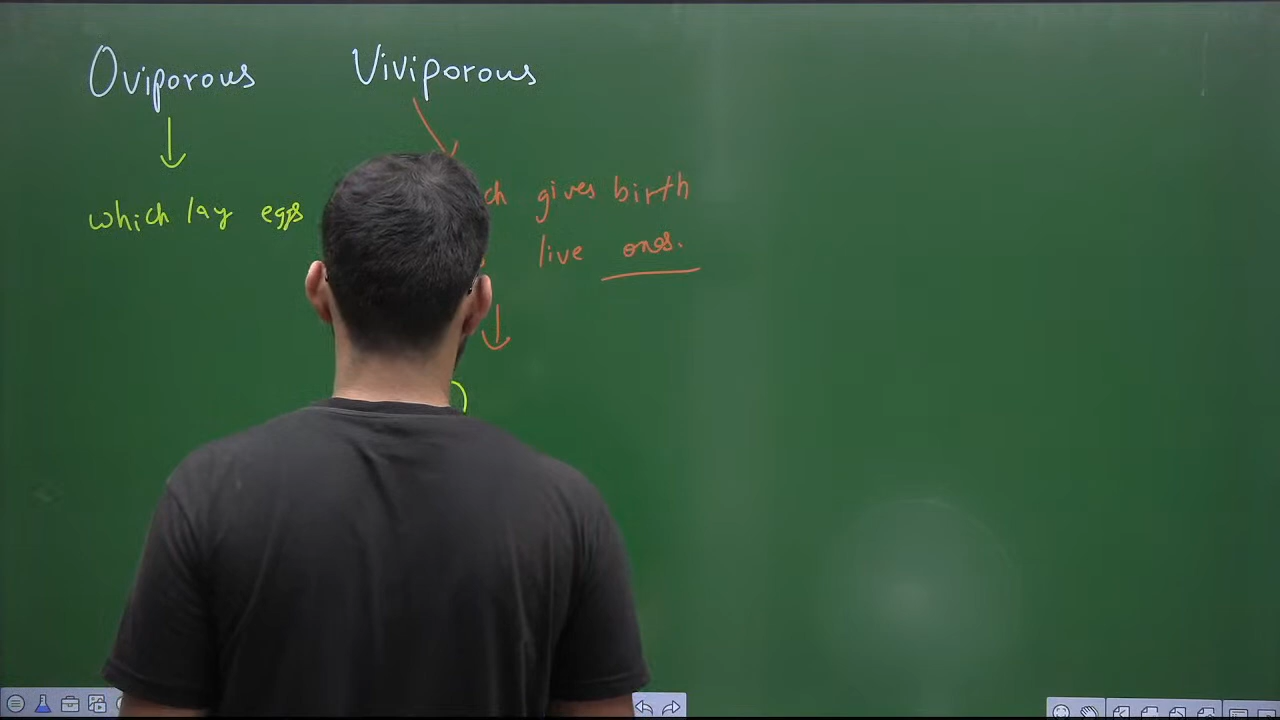 Oviporous
Viviporous
which lay eggs
gives birth
live ones.